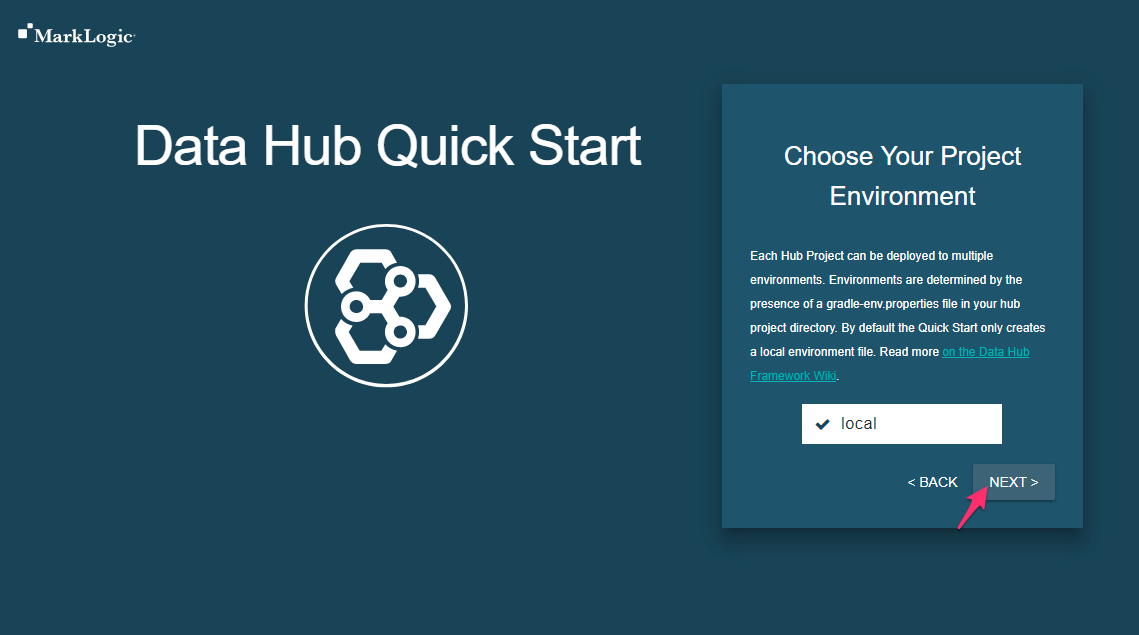 MarkLogic
Data Hub Quick Start
Choose Your Project
Environment
Each Hub Project can be deployed to multiple
environments. Environments are determined by the
presence of a gradle-env.properties file in your hub
project directory. By default the Quick Start only creates
a local environment file. Read more on the Data Hub
Framework Wiki.
local
< BACK NEXT >